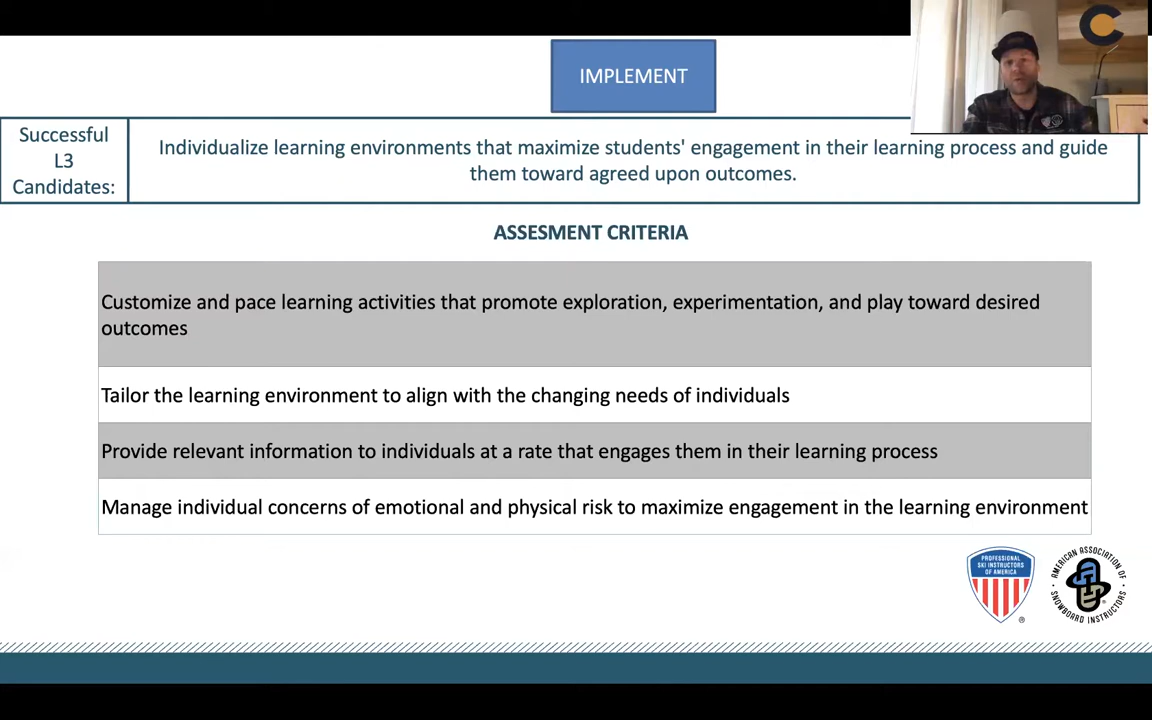 IMPLEMENT
Successful
L3
Candidates:
Individualize learning environments that maximize students' engagement in their learning process and guide
them toward agreed upon outcomes.
ASSESMENT CRITERIA
Customize and pace learning activities that promote exploration, experimentation, and play toward desired
outcomes
Tailor the learning environment to align with the changing needs of individuals
Provide relevant information to individuals at a rate that engages them in their learning process
Manage individual concerns of emotional and physical risk to maximize engagement in the learning environment
PROFESSIONAL
SKI INSTRUCTORS
OF AMERICA
®
AMERICAN ASSOCIATION OF
SNOWBOARD INSTRUCTORS